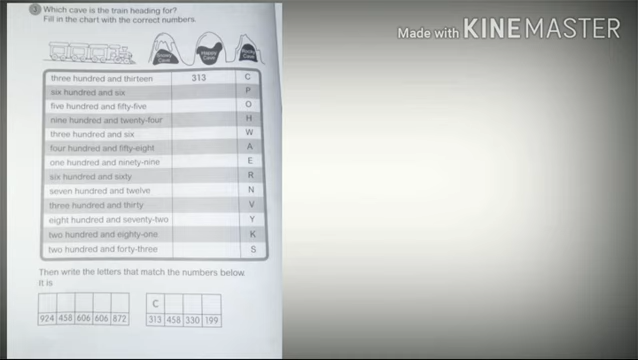 Which cave is the train heading for?
Fill in the chart with the correct numbers.
Made with KINEMASTER
Happy Cave
three hundred and thirteen 313 C
six hundred and six P
five hundred and fifty-five O
nine hundred and twenty-four H
three hundred and six W
four hundred and fifty-eight A
one hundred and ninety-nine E
six hundred and sixty R
seven hundred and twelve N
three hundred and thirty V
eight hundred and seventy-two Y
two hundred and eighty-one K
two hundred and forty-three S
Then write the letters that match the numbers below.
It is
C
924 458 606 606 872 313 458 330 199